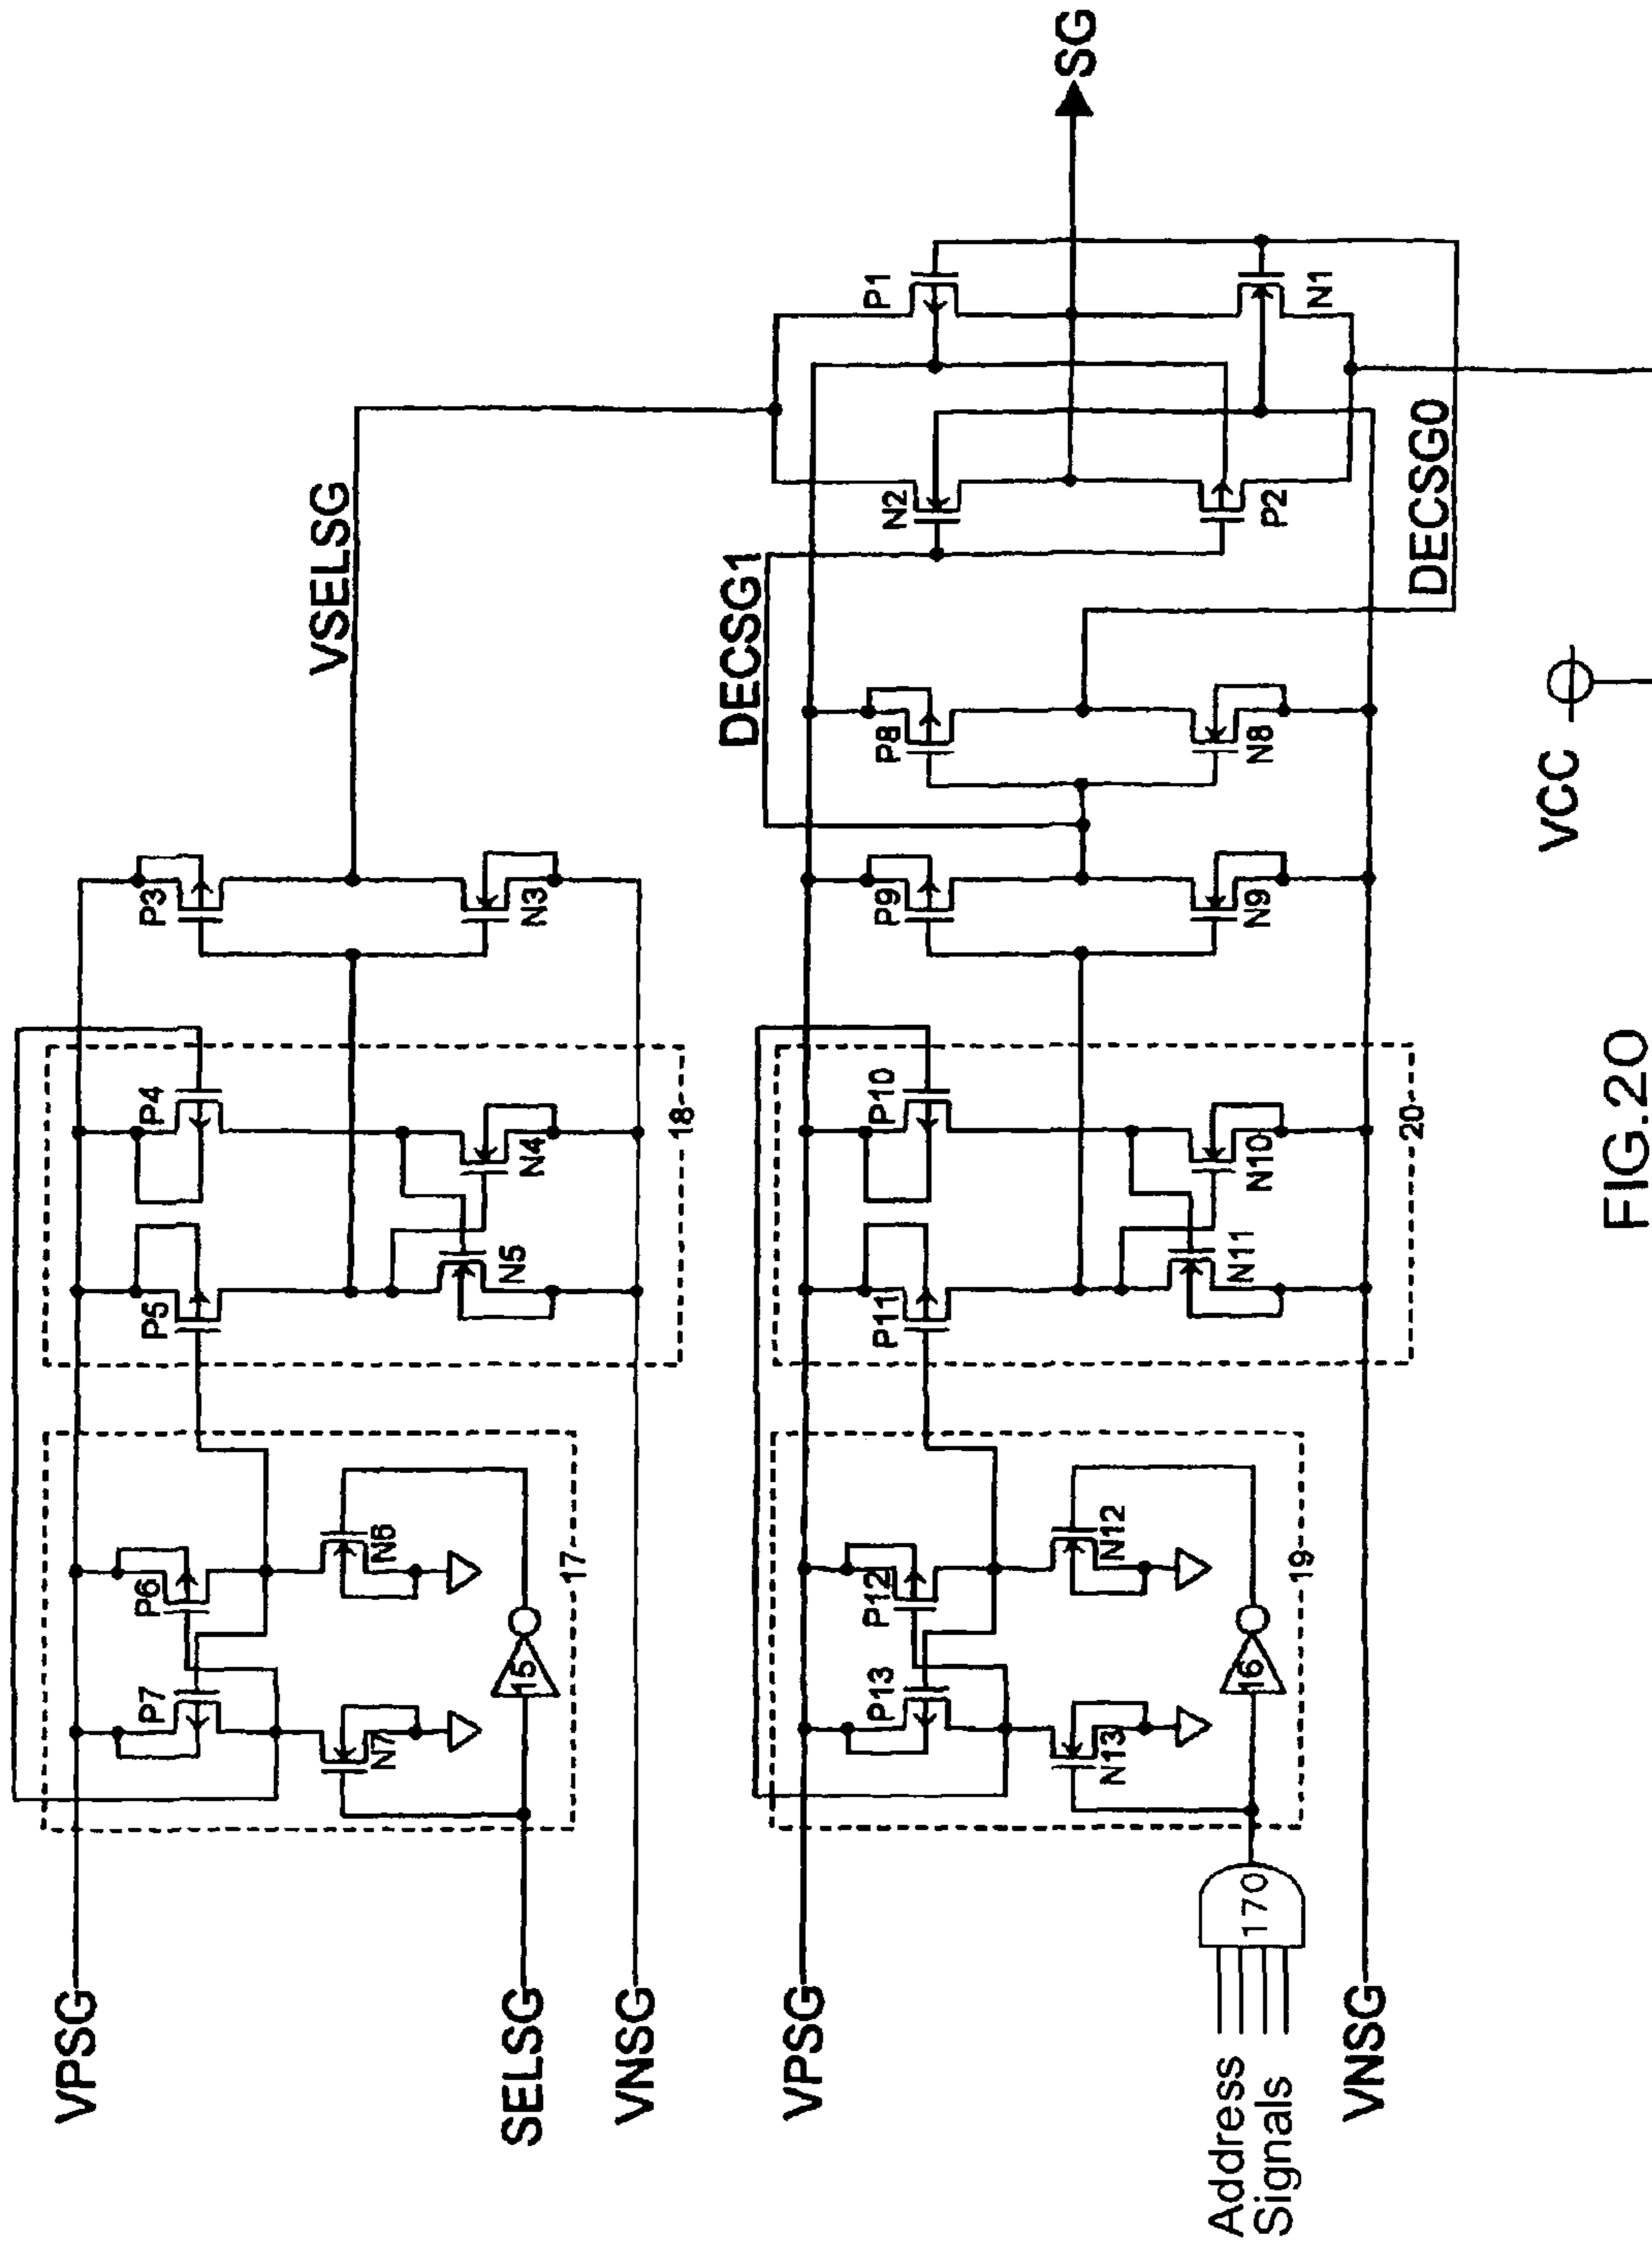 VPSG
SELSG
VNSG
P7
P6
N7
N6
15
17
P5
P4
N5
N4
18
P3
N3
VSELSG
VPSG
Address
Signals
VNSG
170
P13
P12
N13
N12
16
19
P11
P10
N11
N10
20
P9
N9
P8
N8
DECSG1
DECSG0
N2
P2
P1
N1
SG
VCC
FIG.20